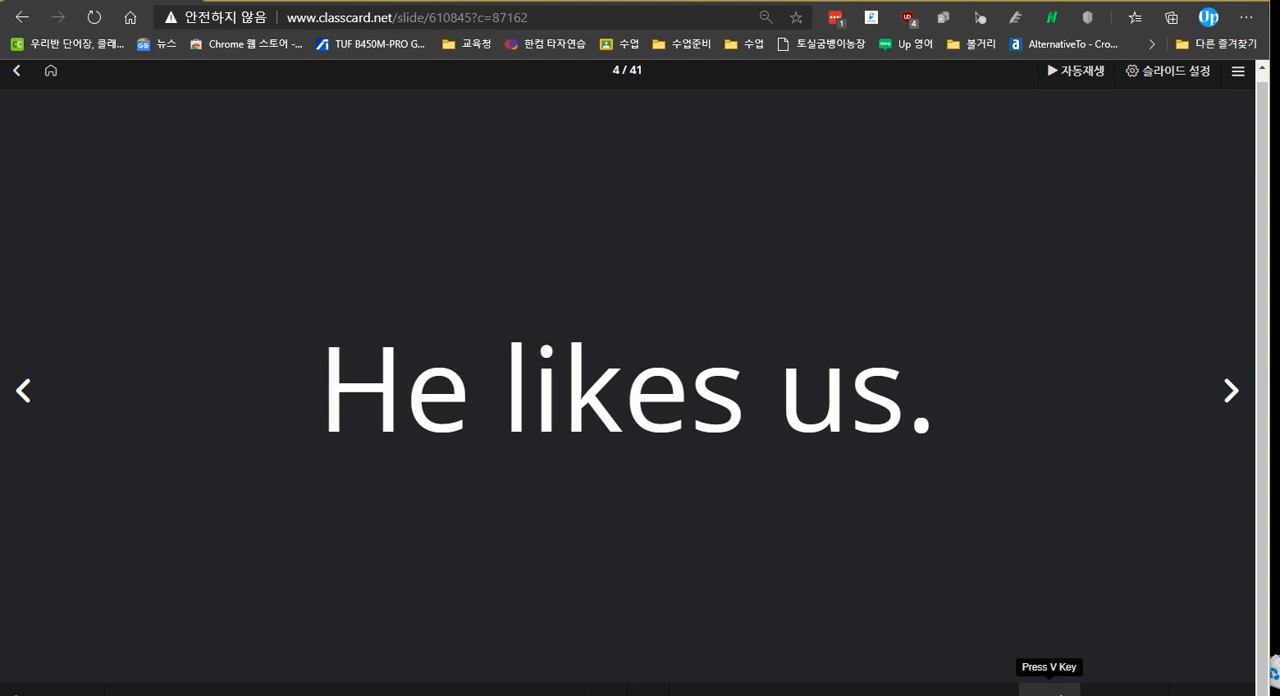 안전하지 않음 www.classcard.net/slide/610845?c=87162
1 4 Up
우리반 단어장, 클래... 뉴스 Chrome 웹 스토어 -... TUF B450M-PRO G... 교육청 한컴 타자연습 수업 수업준비 수업 토실굼벵이농장 Up 영어 볼거리 AlternativeTo - Cro... 다른 즐겨찾기
4 / 41 자동재생 슬라이드 설정
He likes us.
Press V Key